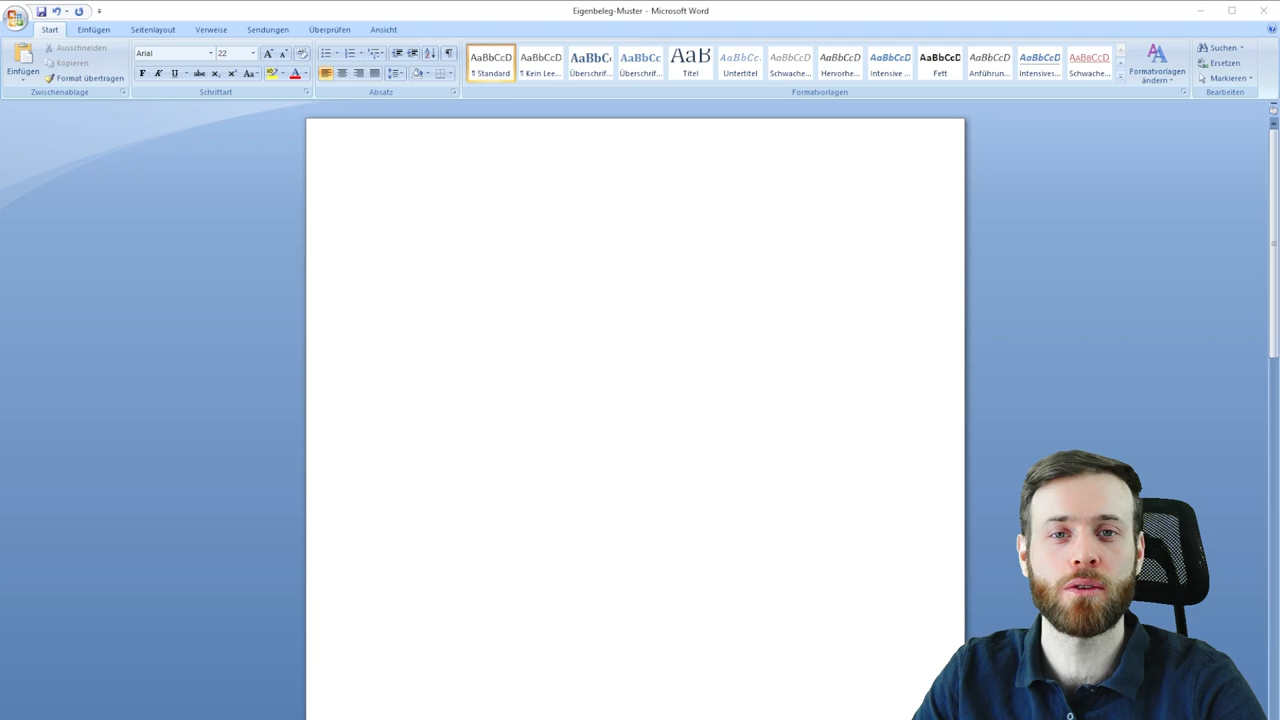 Eigenbeleg-Muster - Microsoft Word
Start Einfügen Seitenlayout Verweise Sendungen Überprüfen Ansicht
Einfügen
Ausschneiden
Kopieren
Format übertragen
Zwischenablage
Arial 22
Schriftart
Absatz
AaBbCcD AaBbCcD AaBbC AaBbCc AaB AaBbCc. AaBbCcD AaBbCcD AaBbCcD AaBbCcD AaBbCcD AaBbCcD AaBbCcD
¶ Standard ¶ Kein Lee... Überschrif... Überschrif... Titel Untertitel Schwache... Hervorhe... Intensive ... Fett Anführun... Intensives... Schwache...
Formatvorlagen
ändern
Formatvorlagen
Suchen
Ersetzen
Markieren
Bearbeiten